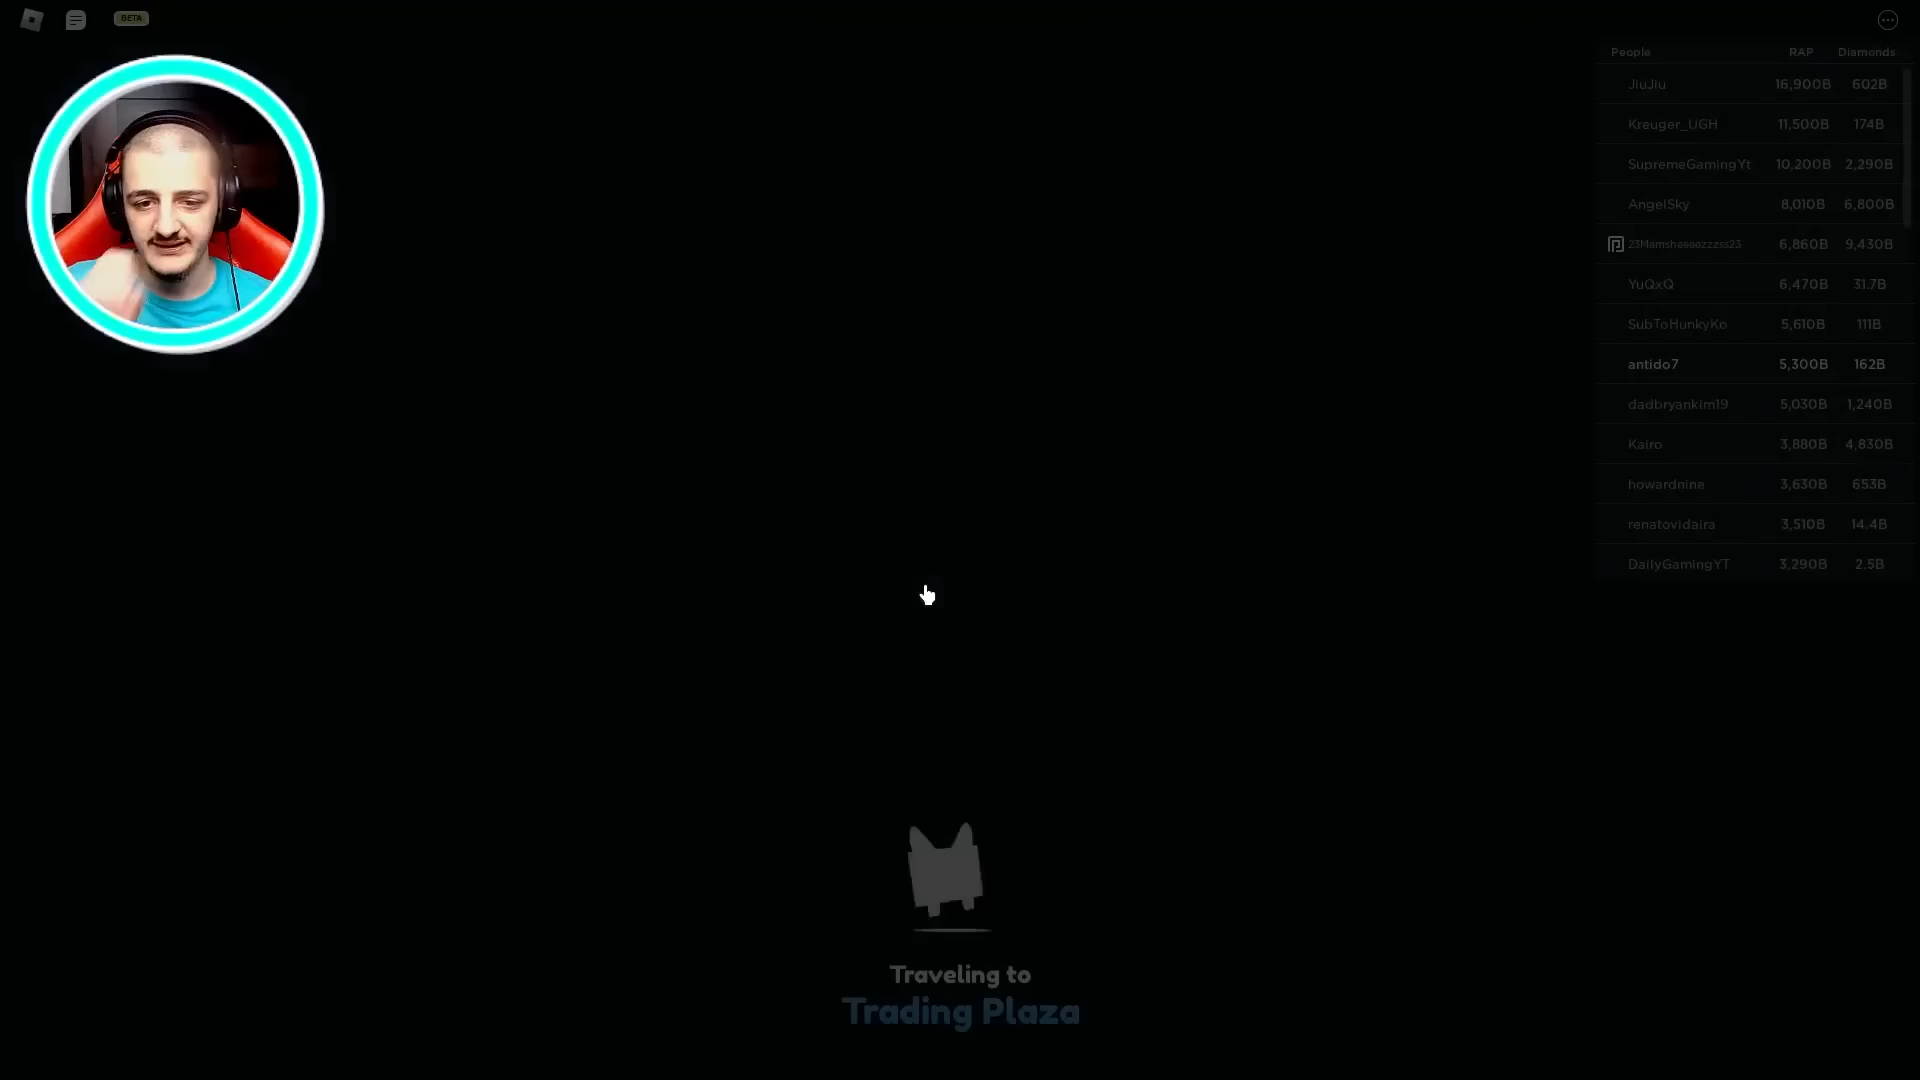 BETA
People RAP Diamonds
JiuJiu 16,900B 602B
Kreuger_UGH 11,500B 174B
SupremeGamingYt 10,200B 2,290B
AngelSky 8,010B 6,800B
6,860B 9,430B
YuQxQ 6,470B 31.7B
SubToHunkyKo 5,610B 111B
antido7 5,300B 162B
dadbryankim19 5,030B 1,240B
Kairo 3,880B 4,830B
howardnine 3,630B 653B
renatovidalra 3,510B 14.4B
DailyGamingYT 3,290B 2.5B
Traveling to
Trading Plaza